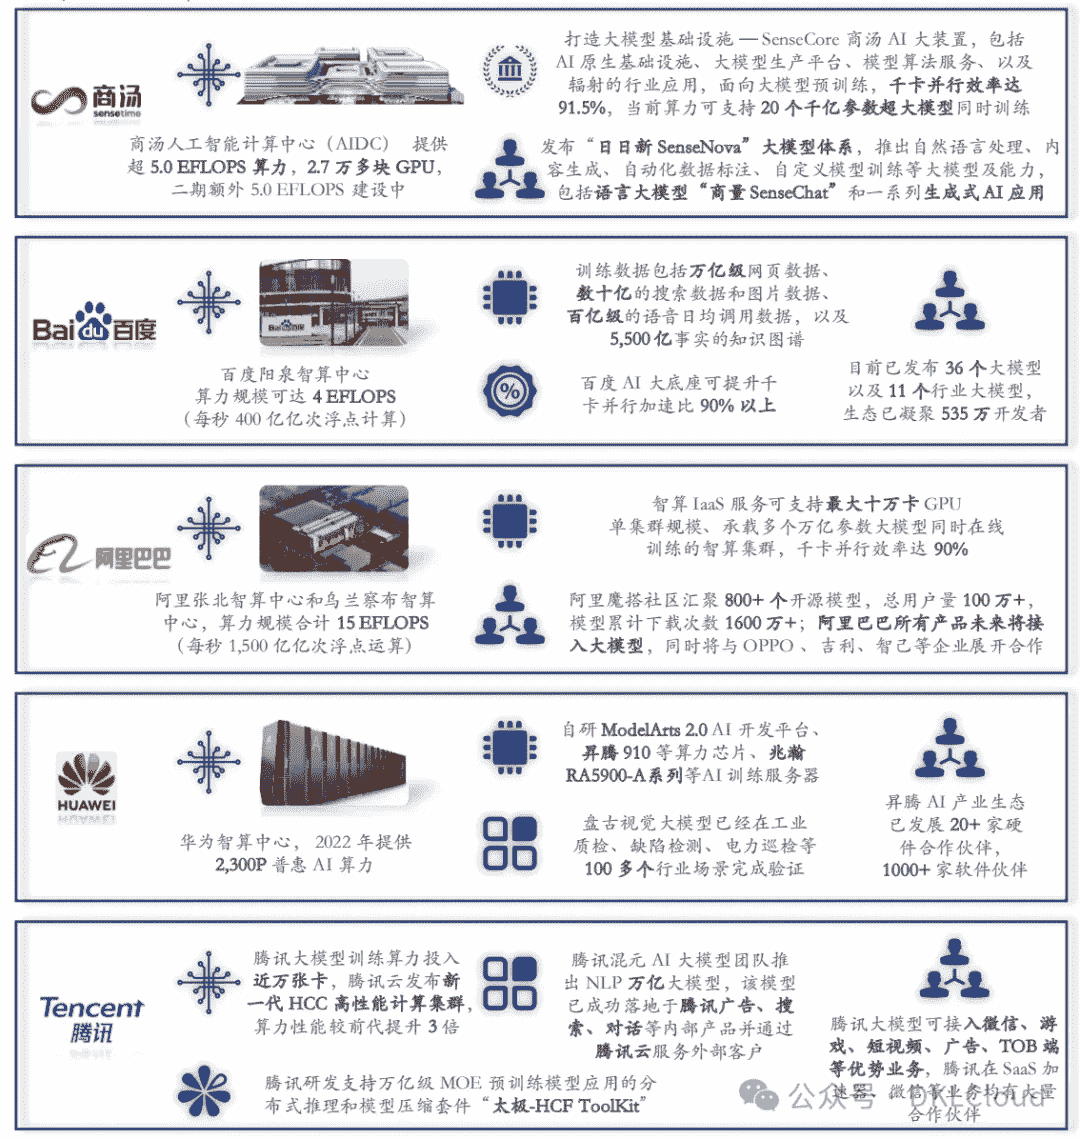 商汤
sensetime
商汤人工智能计算中心（AIDC） 提供
超 5.0 EFLOPS 算力，2.7 万多块 GPU，
二期额外 5.0 EFLOPS 建设中
打造大模型基础设施 — SenseCore 商汤 AI 大装置，包括
AI 原生基础设施、大模型生产平台、模型算法服务、以及
辐射的行业应用，面向大模型预训练，千卡并行效率达
91.5%，当前算力可支持 20 个千亿参数超大模型同时训练
发布“日日新 SenseNova”大模型体系，推出自然语言处理、内
容生成、自动化数据标注、自定义模型训练等大模型及能力，
包括语言大模型“商量 SenseChat”和一系列生成式 AI 应用
Baidu百度
Baidu百度
百度阳泉智算中心
算力规模可达 4 EFLOPS
（每秒 400 亿亿次浮点计算）
训练数据包括万亿级网页数据、
数十亿的搜索数据和图片数据、
百亿级的语音日均调用数据，以及
5,500 亿事实的知识图谱
%
百度 AI 大底座可提升千
卡并行加速比 90% 以上
目前已发布 36 个大模型
以及 11 个行业大模型，
生态已凝聚 535 万开发者
阿里巴巴
阿里张北智算中心和乌兰察布智算
中心，算力规模合计 15 EFLOPS
（每秒 1,500 亿亿次浮点运算）
智算 IaaS 服务可支持最大十万卡 GPU
单集群规模、承载多个万亿参数大模型同时在线
训练的智算集群，千卡并行效率达 90%
阿里魔搭社区汇聚 800+ 个开源模型，总用户量 100 万+，
模型累计下载次数 1600 万+；阿里巴巴所有产品未来将接
入大模型，同时将与 OPPO 、吉利、智己等企业展开合作
HUAWEI
华为智算中心， 2022 年提供
2,300P 普惠 AI 算力
自研 ModelArts 2.0 AI 开发平台、
昇腾 910 等算力芯片、兆瀚
RA5900-A系列等AI 训练服务器
盘古视觉大模型已经在工业
质检、缺陷检测、电力巡检等
100 多个行业场景完成验证
昇腾 AI 产业生态
已发展 20+ 家硬
件合作伙伴，
1000+ 家软件伙伴
Tencent
腾讯
腾讯大模型训练算力投入
近万张卡，腾讯云发布新
一代 HCC 高性能计算集群，
算力性能较前代提升 3 倍
腾讯混元 AI 大模型团队推
出 NLP 万亿大模型，该模型
已成功落地于腾讯广告、搜
索、对话等内部产品并通过
腾讯云服务外部客户
腾讯研发支持万亿级 MOE 预训练模型应用的分
布式推理和模型压缩套件“太极-HCF ToolKit”
腾讯大模型可接入微信、游
戏、短视频、广告、TOB 端
等优势业务，腾讯在 SaaS 加
速器、微信等业务均有大量
合作伙伴
公众号 · DKLCloud